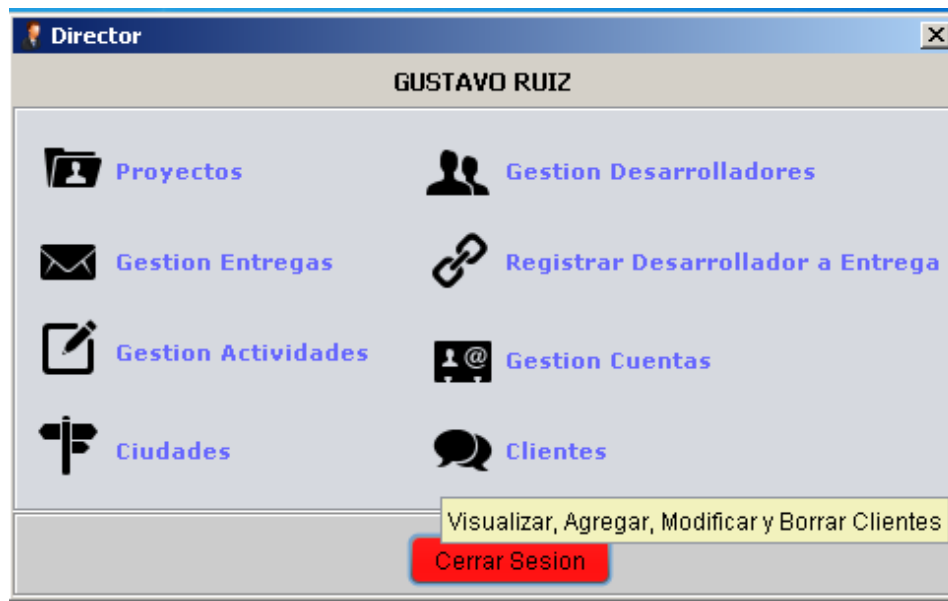 Director
GUSTAVO RUIZ
Proyectos
Gestion Desarrolladores
Gestion Entregas
Registrar Desarrollador a Entrega
Gestion Actividades
Gestion Cuentas
Ciudades
Clientes
Visualizar, Agregar, Modificar y Borrar Clientes
Cerrar Sesion